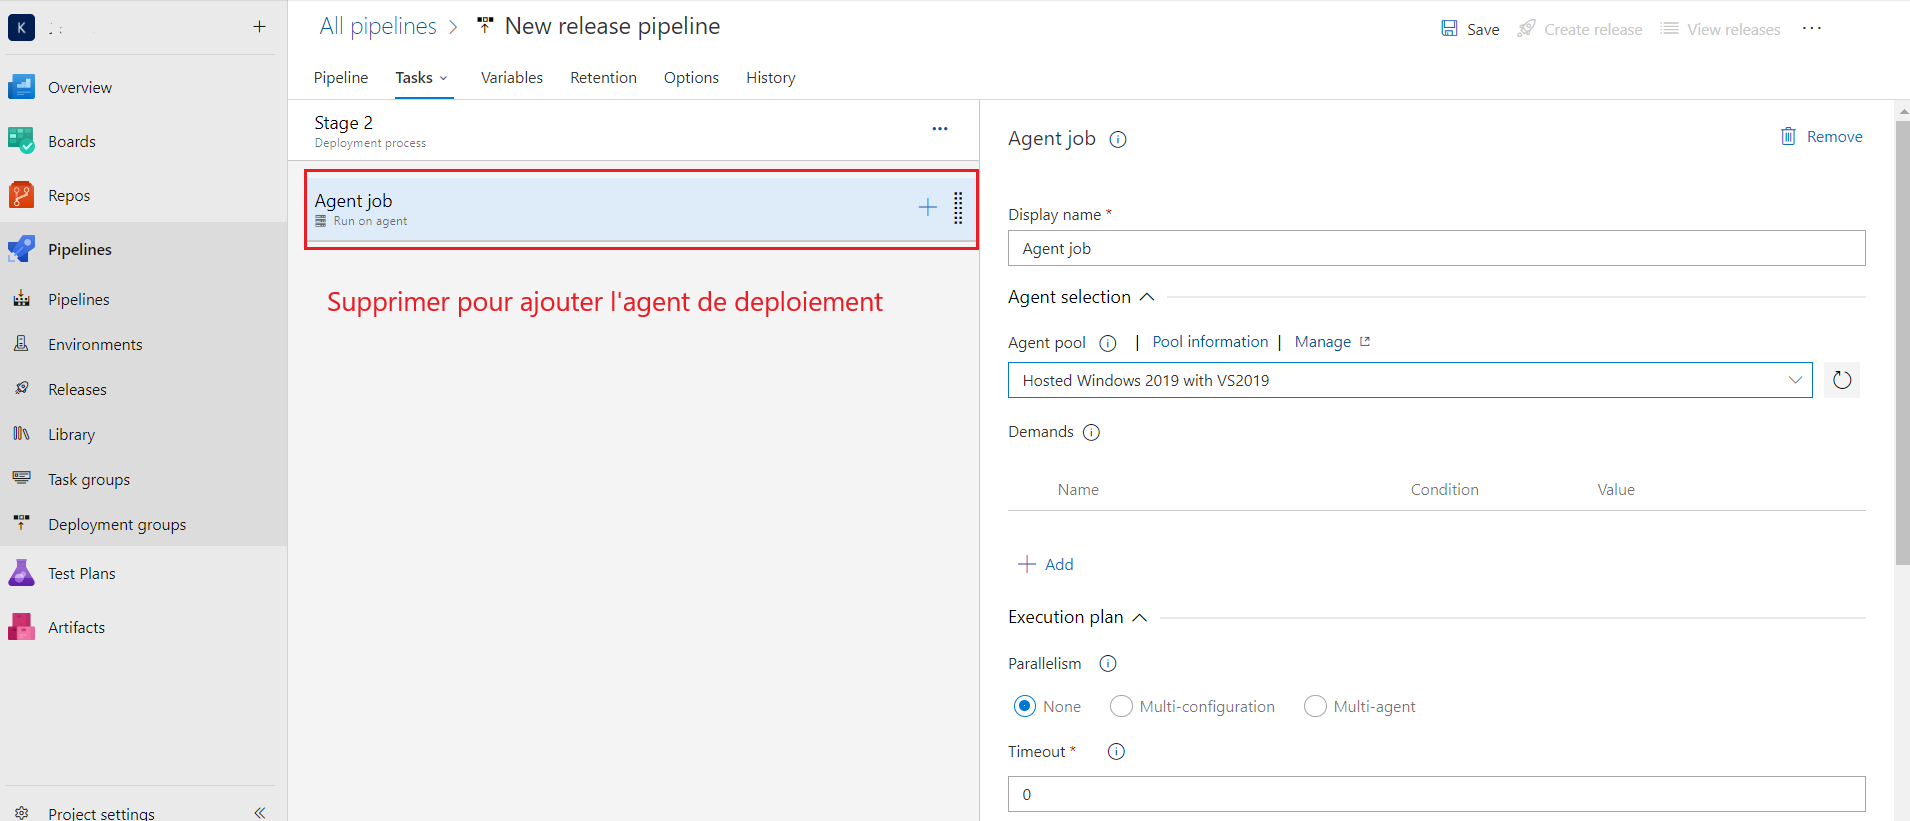 K
+
Overview
Boards
Repos
Pipelines
Pipelines
Environments
Releases
Library
Task groups
Deployment groups
Test Plans
Artifacts
Project settings
All pipelines > New release pipeline
Save Create release View releases ...
Pipeline Tasks Variables Retention Options History
Stage 2
Deployment process
Agent job
Run on agent
Supprimer pour ajouter l'agent de deploiement
Agent job
Remove
Display name *
Agent job
Agent selection
Agent pool | Pool information | Manage
Hosted Windows 2019 with VS2019
Demands
Name Condition Value
+ Add
Execution plan
Parallelism
None Multi-configuration Multi-agent
Timeout *
0